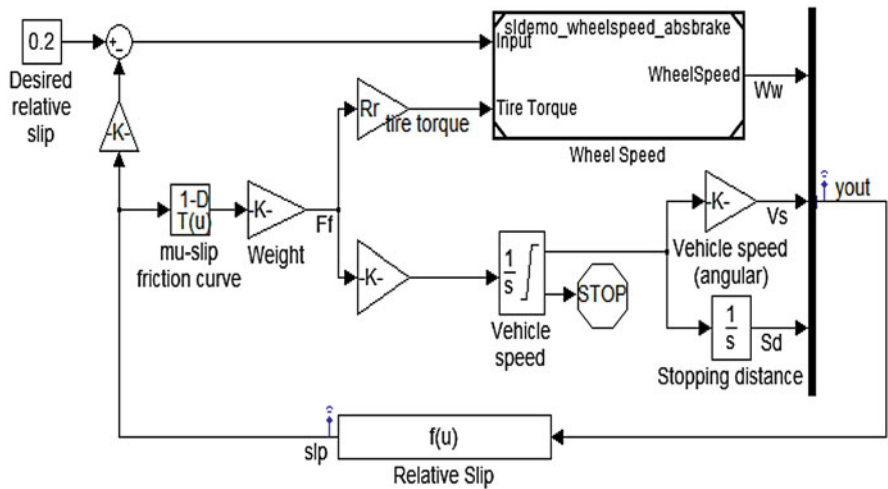 0.2
Desired
relative
slip
+
-
-K-
sldemo_wheelspeed_absbrake
Input
WheelSpeed
Tire Torque
Wheel Speed
Ww
Rr
tire torque
1-D
T(u)
mu-slip
friction curve
-K-
Weight
Ff
-K-
1
s
Vehicle
speed
STOP
-K-
Vs
Vehicle speed
(angular)
1
s
Sd
Stopping distance
yout
slp
f(u)
Relative Slip